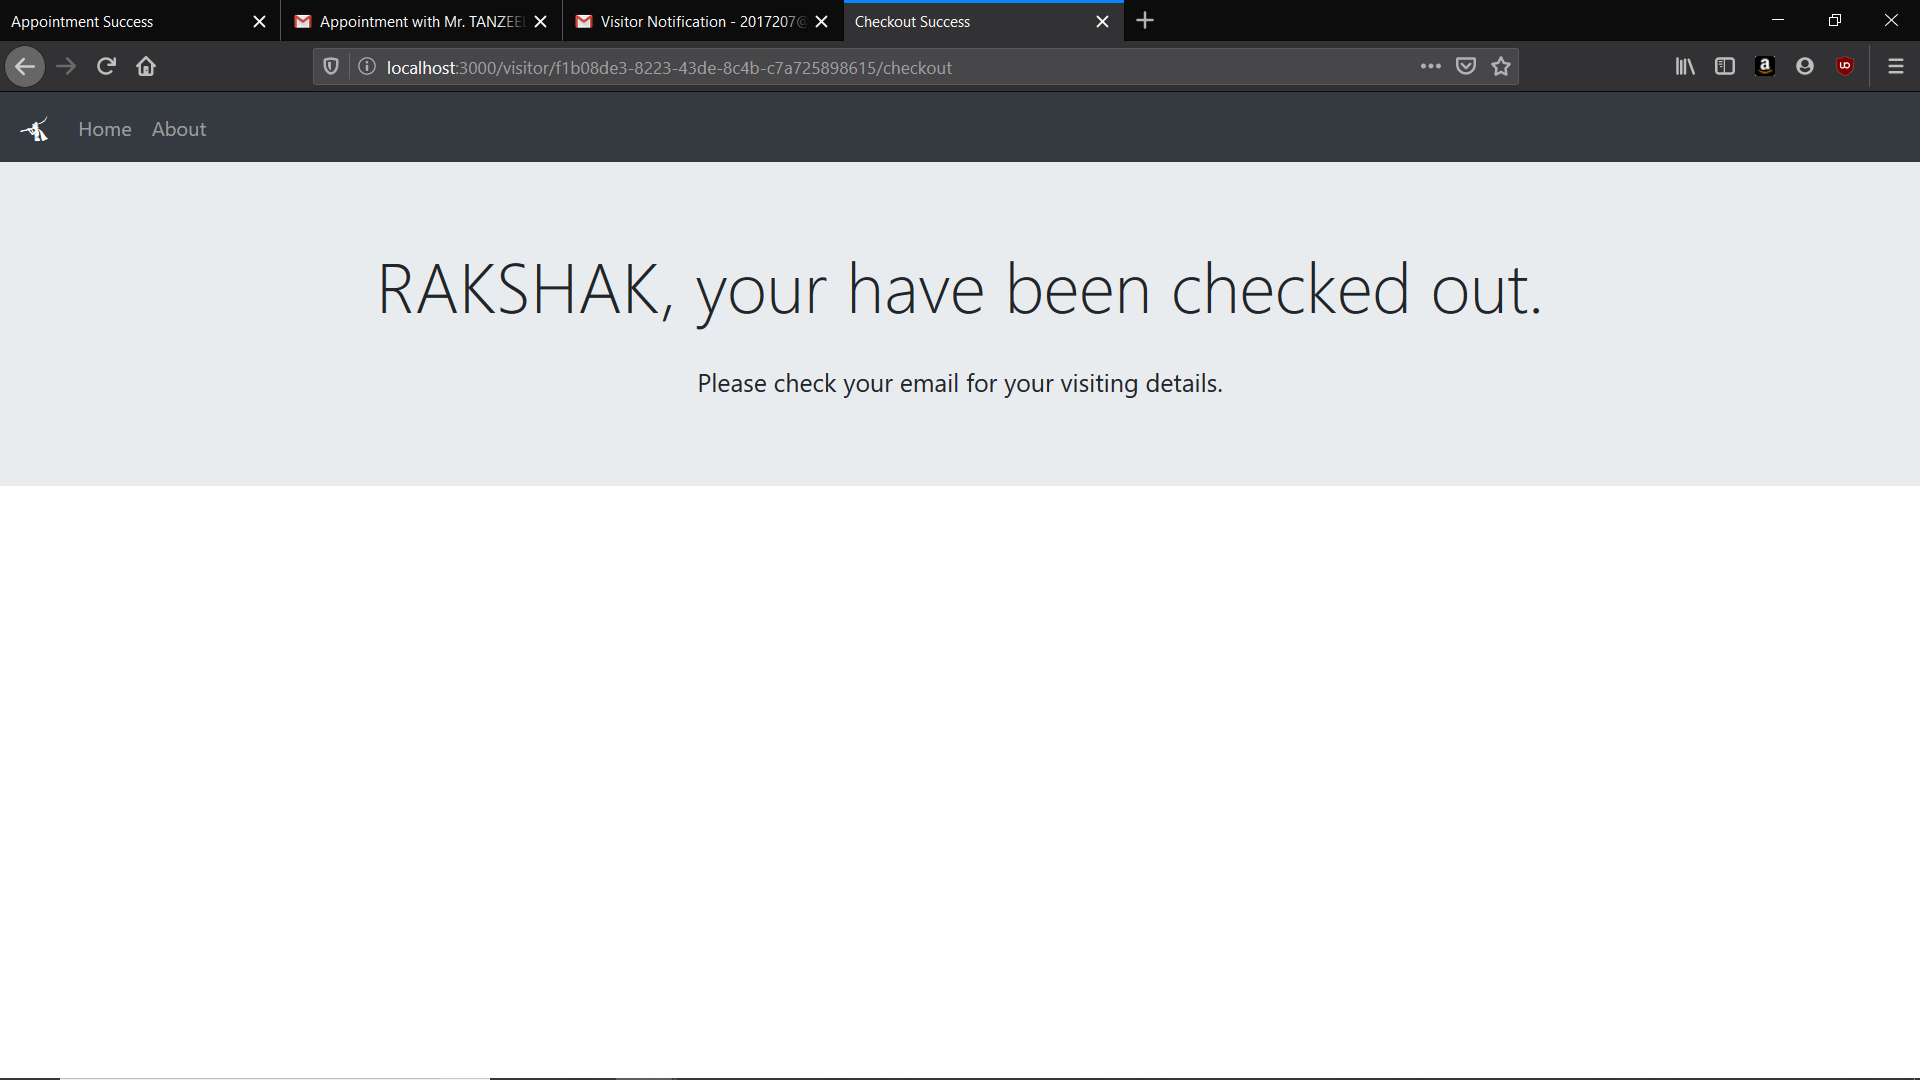 Appointment Success
Appointment with Mr. TANZEEL
Visitor Notification - 2017207@
Checkout Success
localhost:3000/visitor/f1b08de3-8223-43de-8c4b-c7a725898615/checkout
Home About
RAKSHAK, your have been checked out.
Please check your email for your visiting details.